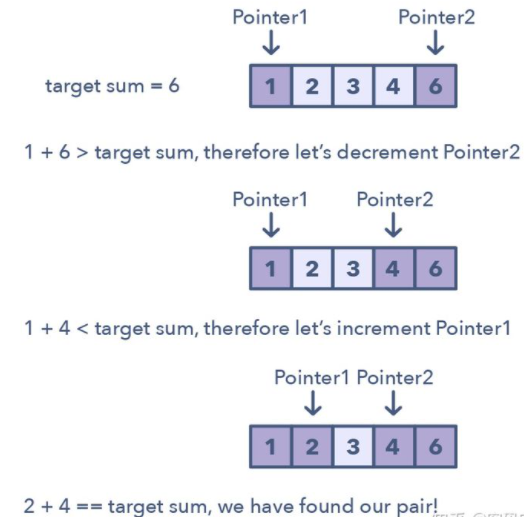 Pointer1 Pointer2
target sum = 6
1 2 3 4 6
1 + 6 > target sum, therefore let's decrement Pointer2
Pointer1 Pointer2
1 2 3 4 6
1 + 4 < target sum, therefore let's increment Pointer1
Pointer1 Pointer2
1 2 3 4 6
2 + 4 == target sum, we have found our pair!